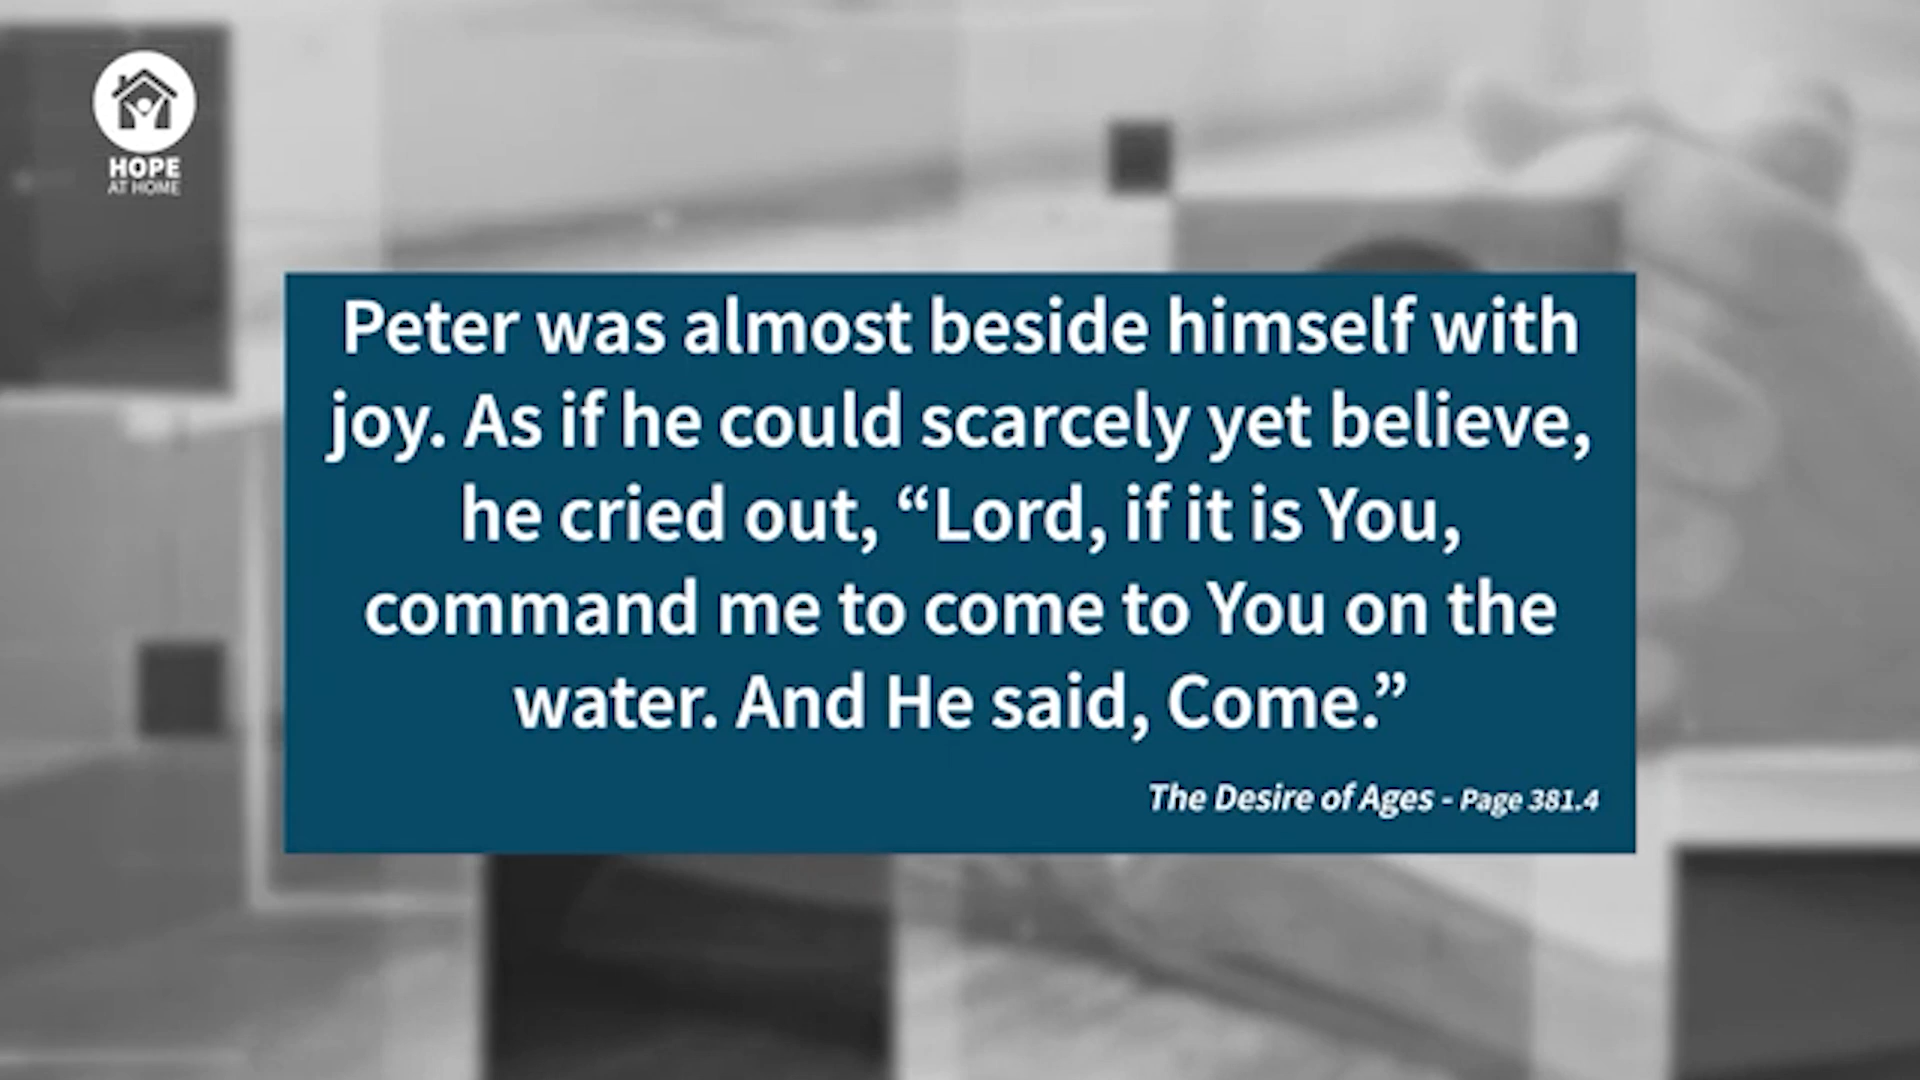 HOPE
AT HOME
Peter was almost beside himself with
joy. As if he could scarcely yet believe,
he cried out, “Lord, if it is You,
command me to come to You on the
water. And He said, Come.”
The Desire of Ages - Page 381.4